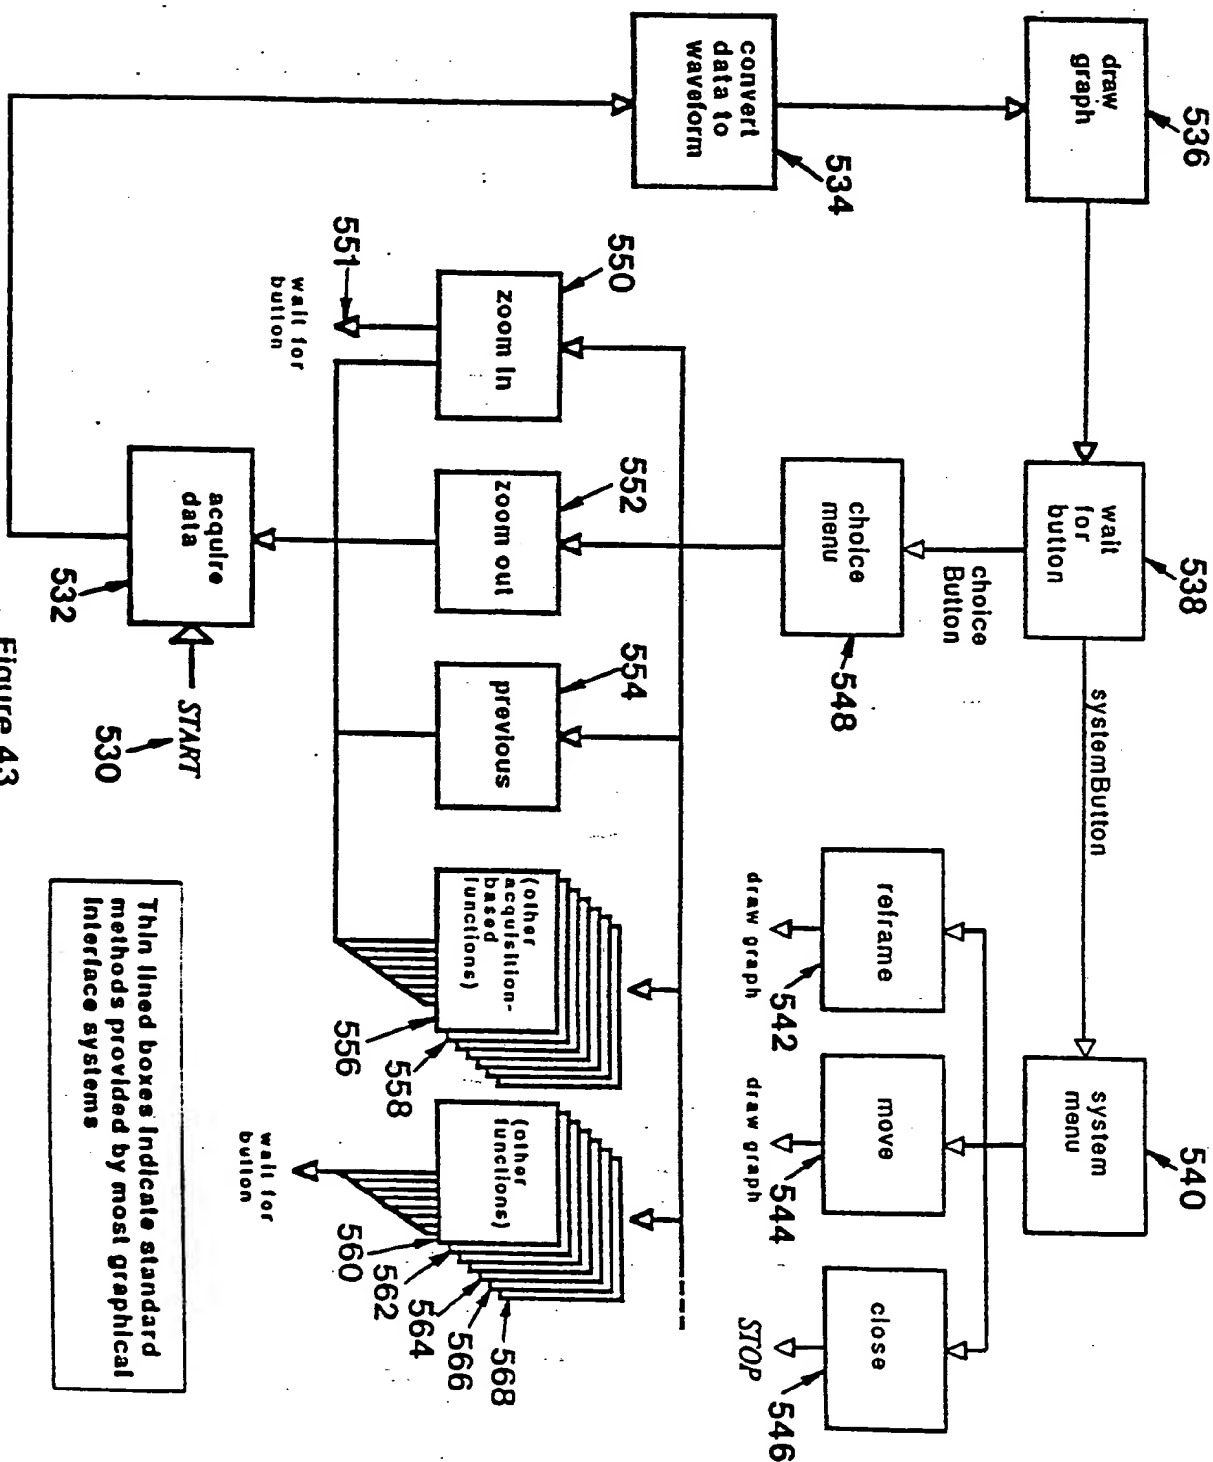 draw
graph
536
convert
data to
waveform
534
wait
for
button
538
systemButton
system
menu
540
choice
Button
choice
menu
548
reframe
542
draw graph
move
544
draw graph
close
546
STOP
zoom in
550
551
wait for
button
zoom out
552
previous
554
(other
acquisition-
based
functions)
556
558
(other
functions)
560
562
564
566
568
wait for
button
acquire
data
532
START
530
Thin lined boxes indicate standard
methods provided by most graphical
interface systems
Figure 43